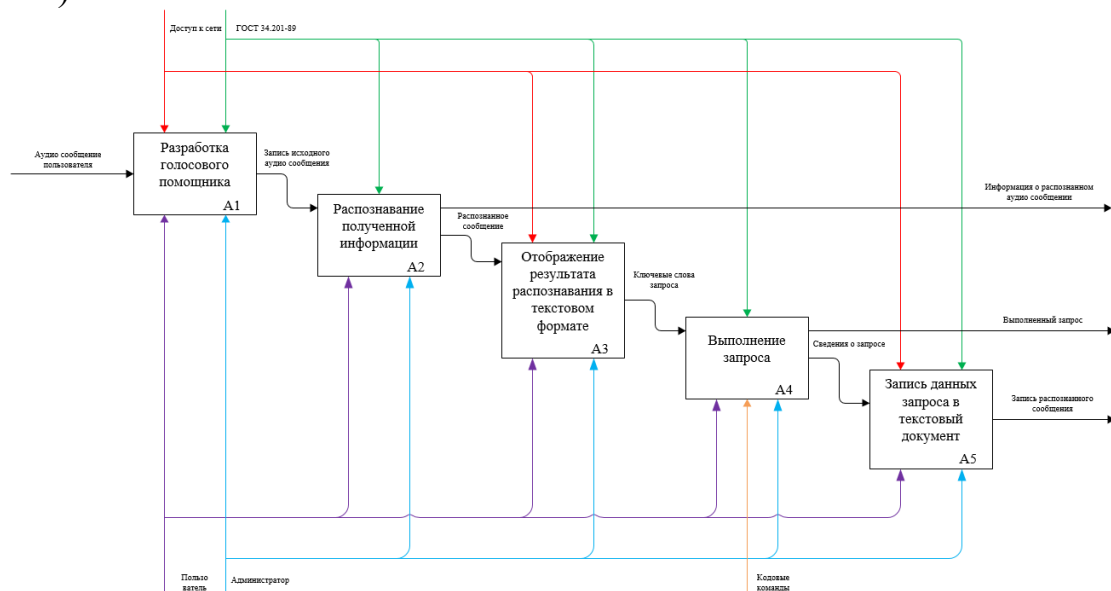 )
Доступ к сети
ГОСТ 34.201-89
Аудио сообщение
пользователя
Разработка
голосового
помощника
A1
Запись исходного
аудио сообщения
Распознавание
полученной
информации
A2
Информация о распознанном
аудио сообщении
Распознанное
сообщение
Отображение
результата
распознавания в
текстовом
формате
A3
Ключевые слова
запроса
Выполнение
запроса
A4
Выполненный запрос
Сведения о запросе
Запись данных
запроса в
текстовый
документ
A5
Запись распознанного
сообщения
Пользо
ватель
Администратор
Кодовые
команды